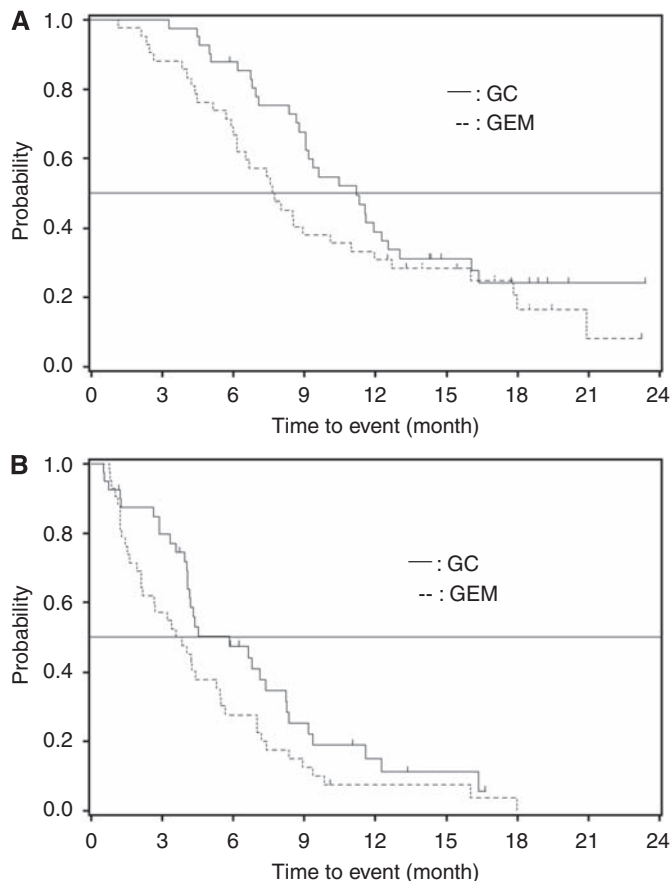 A
1.0
0.8
0.6
0.4
0.2
0.0
Probability
— : GC
-- : GEM
0 3 6 9 12 15 18 21 24
Time to event (month)
B
1.0
0.8
0.6
0.4
0.2
0.0
Probability
— : GC
-- : GEM
0 3 6 9 12 15 18 21 24
Time to event (month)